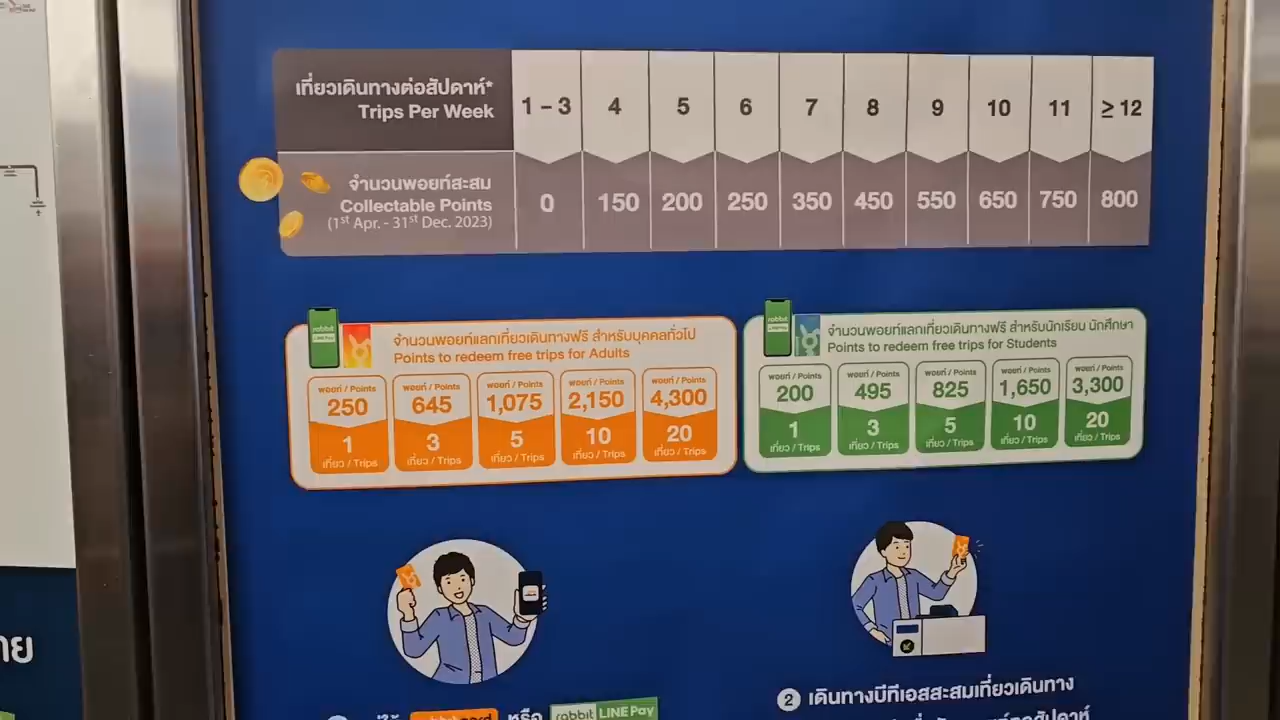 เที่ยวเดินทางต่อสัปดาห์*
Trips Per Week
1 – 3 4 5 6 7 8 9 10 11 ≥ 12
จำนวนพอยท์สะสม
Collectable Points
(1st Apr. - 31st Dec. 2023)
0 150 200 250 350 450 550 650 750 800
rabbit
LINE Pay
จำนวนพอยท์แลกเที่ยวเดินทางฟรี สำหรับบุคคลทั่วไป
Points to redeem free trips for Adults
พอยท์ / Points พอยท์ / Points พอยท์ / Points พอยท์ / Points พอยท์ / Points
250 645 1,075 2,150 4,300
1 3 5 10 20
เที่ยว / Trips เที่ยว / Trips เที่ยว / Trips เที่ยว / Trips เที่ยว / Trips
rabbit
จำนวนพอยท์แลกเที่ยวเดินทางฟรี สำหรับนักเรียน นักศึกษา
Points to redeem free trips for Students
พอยท์ / Points พอยท์ / Points พอยท์ / Points พอยท์ / Points พอยท์ / Points
200 495 825 1,650 3,300
1 3 5 10 20
เที่ยว / Trips เที่ยว / Trips เที่ยว / Trips เที่ยว / Trips เที่ยว / Trips
หรือ rabbit LINE Pay
2 เดินทางบีทีเอสสะสมเที่ยวเดินทาง